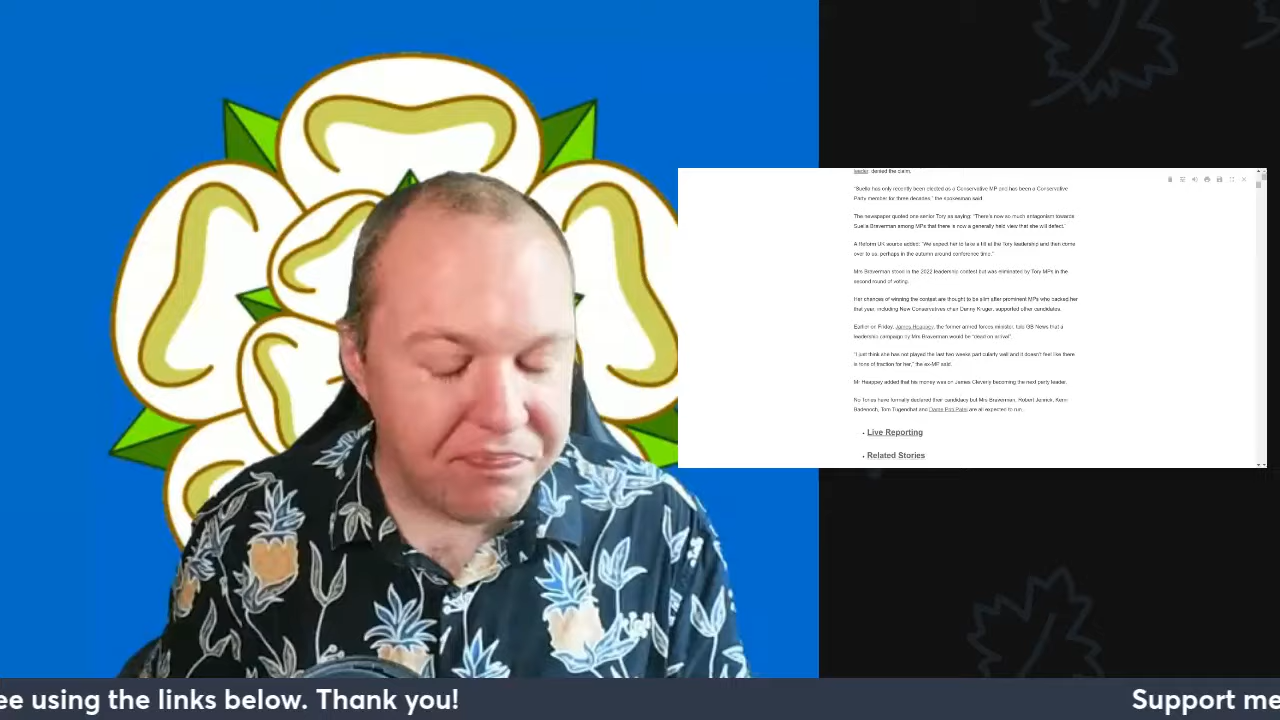 leader, denied the claim.
"Suella has only recently been elected as a Conservative MP and has been a Conservative
Party member for three decades," the spokesman said.
The newspaper quoted one senior Tory as saying: "There's now so much antagonism towards
Suella Braverman among MPs that there is now a generally held view that she will defect."
A Reform UK source added: "We expect her to take a tilt at the Tory leadership and then come
over to us, perhaps in the autumn around conference time."
Mrs Braverman stood in the 2022 leadership contest but was eliminated by Tory MPs in the
second round of voting.
Her chances of winning the contest are thought to be slim after prominent MPs who backed her
that year, including New Conservatives chair Danny Kruger, supported other candidates.
Earlier on Friday, James Heappey, the former armed forces minister, told GB News that a
leadership campaign by Mrs Braverman would be "dead on arrival".
"I just think she has not played the last two weeks particularly well and it doesn't feel like there
is tons of traction for her," the ex-MP said.
Mr Heappey added that his money was on James Cleverly becoming the next party leader.
No Tories have formally declared their candidacy but Mrs Braverman, Robert Jenrick, Kemi
Badenoch, Tom Tugendhat and Dame Priti Patel are all expected to run.
• Live Reporting
• Related Stories
ee using the links below. Thank you!
Support me